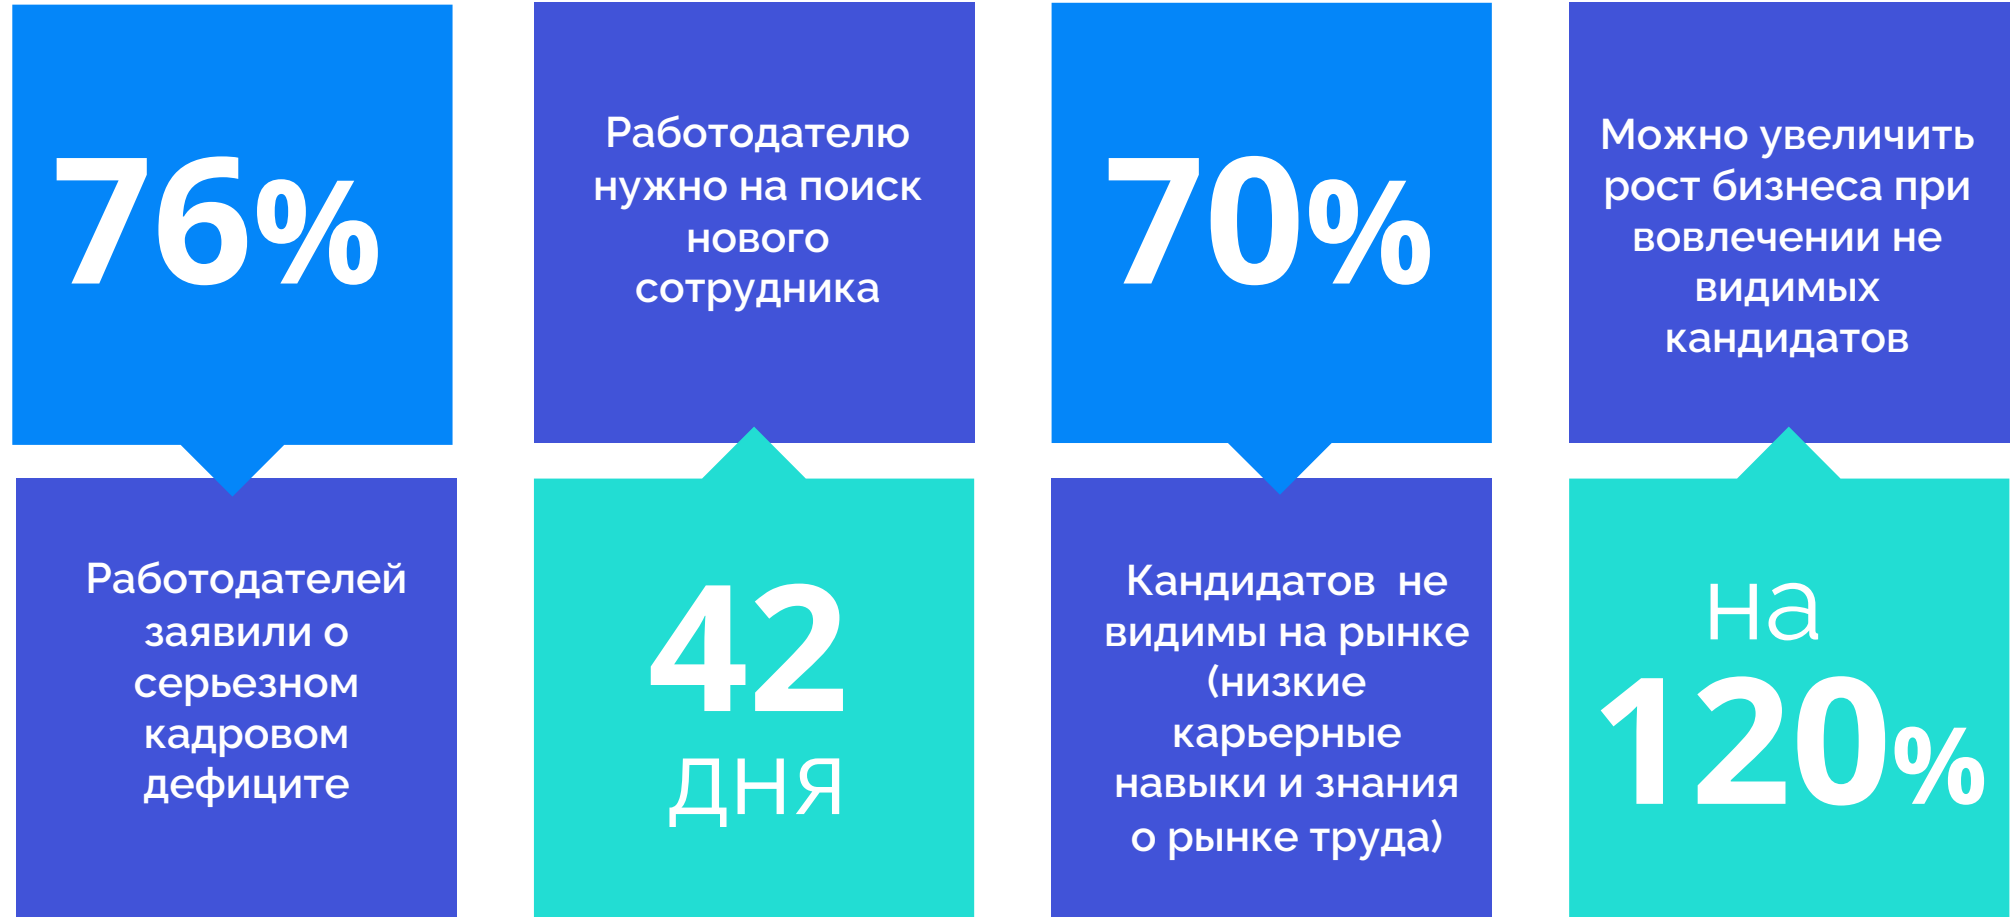 76%
Работодателей
заявили о
серьезном
кадровом
дефиците
Работодателю
нужно на поиск
нового
сотрудника
42
дня
70%
Кандидатов не
видимы на рынке
(низкие
карьерные
навыки и знания
о рынке труда)
Можно увеличить
рост бизнеса при
вовлечении не
видимых
кандидатов
на
120%